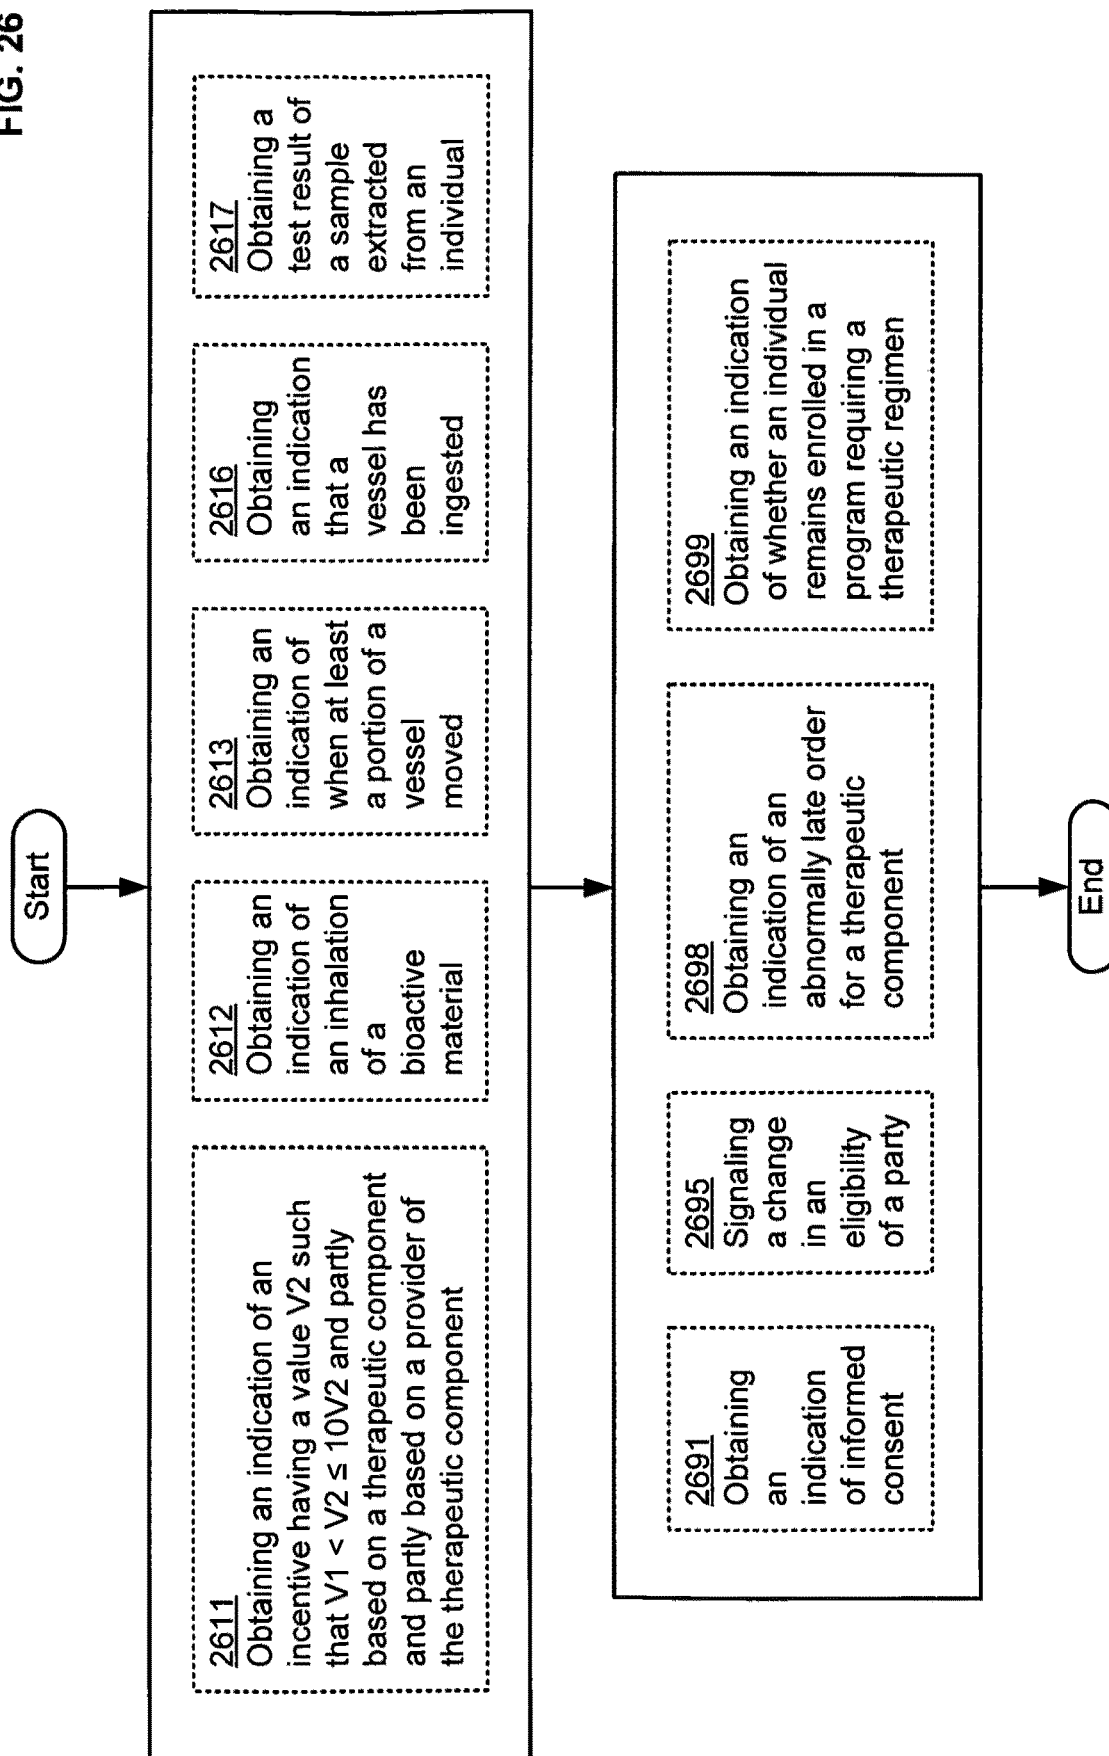 FIG. 26
Start
2611
Obtaining an indication of an
incentive having a value V2 such
that V1 < V2 ≤ 10V2 and partly
based on a therapeutic component
and partly based on a provider of
the therapeutic component
2612
Obtaining an
indication of
an inhalation
of a
bioactive
material
2613
Obtaining an
indication of
when at least
a portion of a
vessel
moved
2616
Obtaining
an indication
that a
vessel has
been
ingested
2617
Obtaining a
test result of
a sample
extracted
from an
individual
2691
Obtaining
an
indication
of informed
consent
2695
Signaling
a change
in an
eligibility
of a party
2698
Obtaining an
indication of an
abnormally late order
for a therapeutic
component
2699
Obtaining an indication
of whether an individual
remains enrolled in a
program requiring a
therapeutic regimen
End